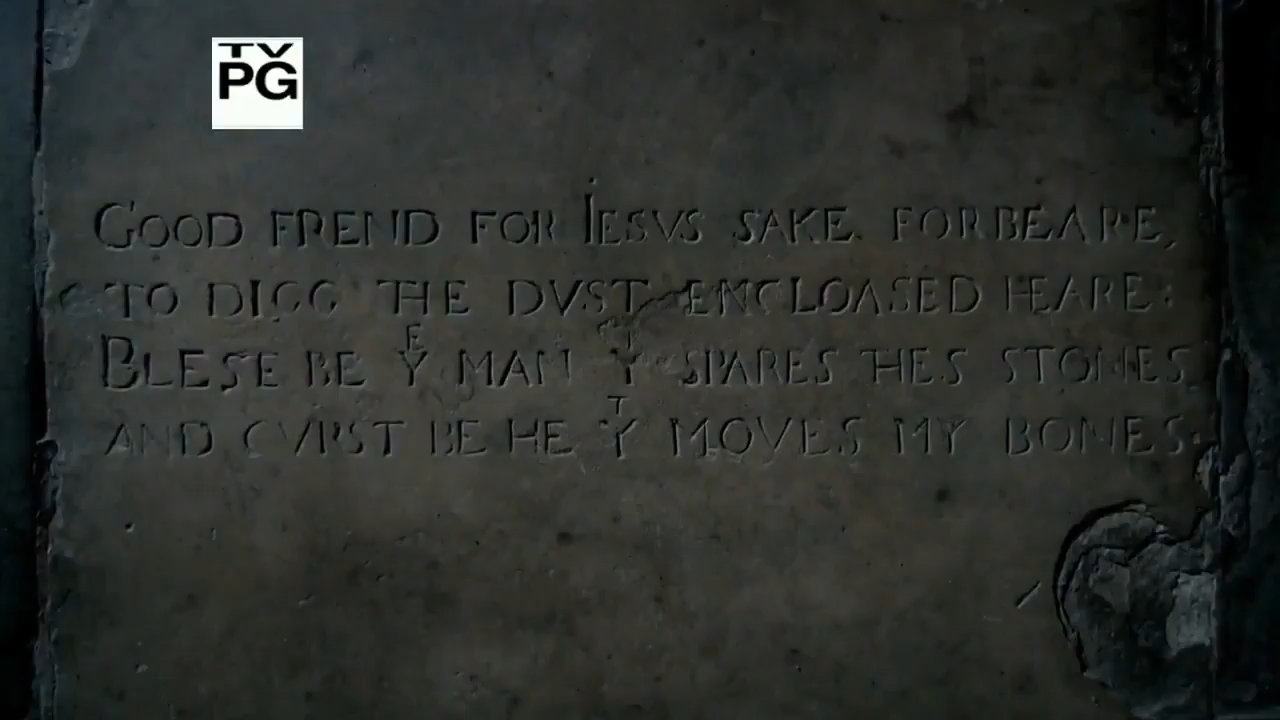 TV
PG
GOOD FREND FOR IESVS SAKE FORBEARE,
TO DIGG THE DVST ENCLOASED HEARE:
BLESE BE Yᴱ MAN Yᵀ SPARES THES STONES
AND CVRST BE HE Yᵀ MOVES MY BONES·